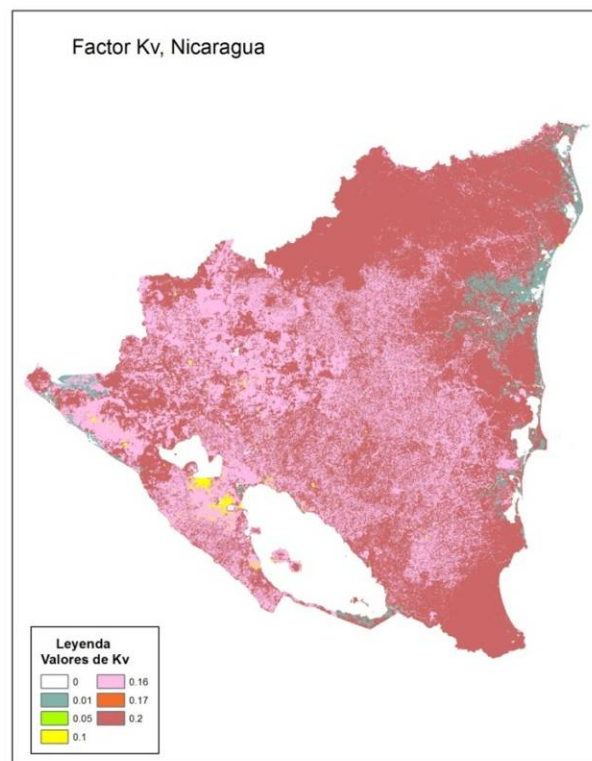 Factor Kv, Nicaragua
Leyenda
Valores de Kv
0
0.16
0.01
0.17
0.05
0.2
0.1